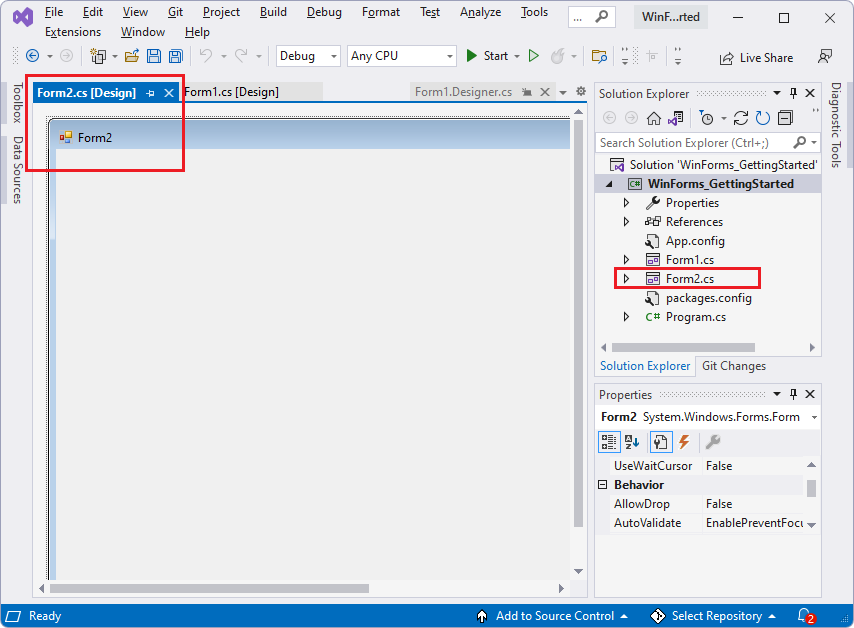 File Edit View Git Project Build Debug Format Test Analyze Tools ... WinF...rted
Extensions Window Help
Debug Any CPU Start Live Share
Toolbox
Data Sources
Form2.cs [Design] Form1.cs [Design] Form1.Designer.cs
Form2
Solution Explorer
Search Solution Explorer (Ctrl+;)
Solution 'WinForms_GettingStarted'
C# WinForms_GettingStarted
Properties
References
App.config
Form1.cs
Form2.cs
packages.config
C# Program.cs
Solution Explorer Git Changes
Diagnostic Tools
Properties
Form2 System.Windows.Forms.Form
UseWaitCursor False
Behavior
AllowDrop False
AutoValidate EnablePreventFocu
Ready Add to Source Control Select Repository 2